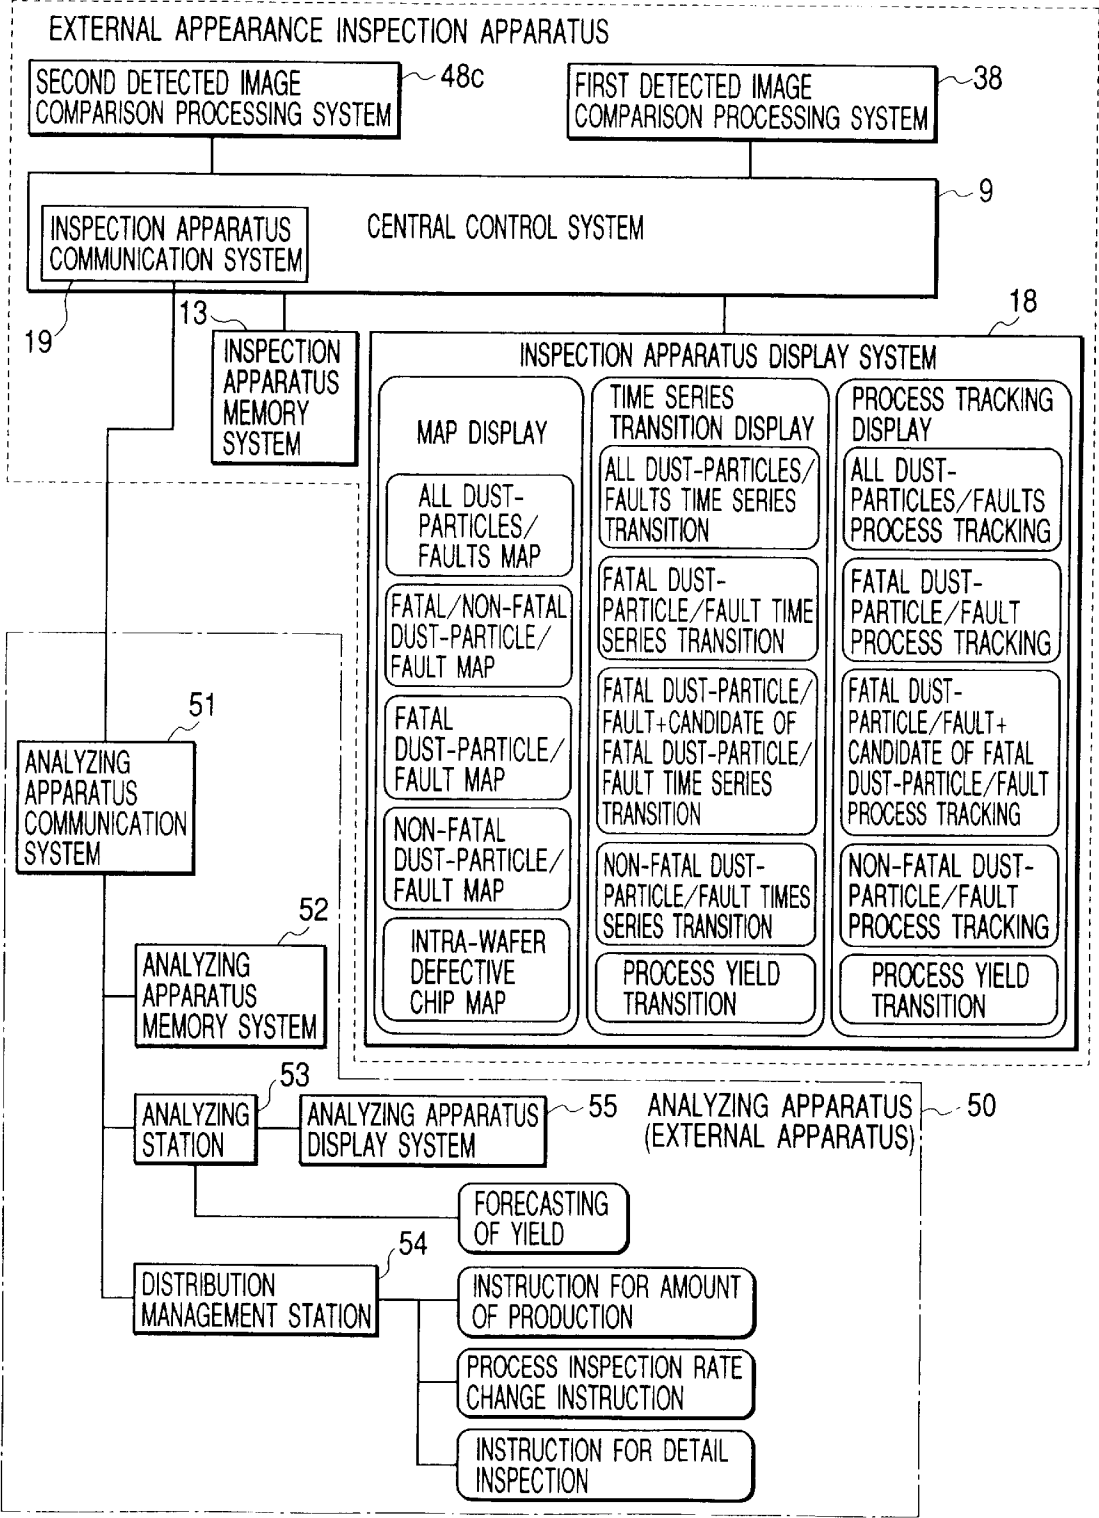 EXTERNAL APPEARANCE INSPECTION APPARATUS
SECOND DETECTED IMAGE
COMPARISON PROCESSING SYSTEM
48c
FIRST DETECTED IMAGE
COMPARISON PROCESSING SYSTEM
38
9
CENTRAL CONTROL SYSTEM
INSPECTION APPARATUS
COMMUNICATION SYSTEM
19
13
INSPECTION
APPARATUS
MEMORY
SYSTEM
18
INSPECTION APPARATUS DISPLAY SYSTEM
MAP DISPLAY
ALL DUST-
PARTICLES/
FAULTS MAP
FATAL/NON-FATAL
DUST-PARTICLE/
FAULT MAP
FATAL
DUST-PARTICLE/
FAULT MAP
NON-FATAL
DUST-PARTICLE/
FAULT MAP
INTRA-WAFER
DEFECTIVE
CHIP MAP
TIME SERIES
TRANSITION DISPLAY
ALL DUST-PARTICLES/
FAULTS TIME SERIES
TRANSITION
FATAL DUST-
PARTICLE/FAULT TIME
SERIES TRANSITION
FATAL DUST-PARTICLE/
FAULT+CANDIDATE OF
FATAL DUST-PARTICLE/
FAULT TIME SERIES
TRANSITION
NON-FATAL DUST-
PARTICLE/FAULT TIMES
SERIES TRANSITION
PROCESS YIELD
TRANSITION
PROCESS TRACKING
DISPLAY
ALL DUST-
PARTICLES/FAULTS
PROCESS TRACKING
FATAL DUST-
PARTICLE/FAULT
PROCESS TRACKING
FATAL DUST-
PARTICLE/FAULT+
CANDIDATE OF FATAL
DUST-PARTICLE/FAULT
PROCESS TRACKING
NON-FATAL DUST-
PARTICLE/FAULT
PROCESS TRACKING
PROCESS YIELD
TRANSITION
51
ANALYZING
APPARATUS
COMMUNICATION
SYSTEM
52
ANALYZING
APPARATUS
MEMORY SYSTEM
53
ANALYZING
STATION
ANALYZING APPARATUS
DISPLAY SYSTEM
55
ANALYZING APPARATUS
(EXTERNAL APPARATUS)
50
FORECASTING
OF YIELD
54
DISTRIBUTION
MANAGEMENT STATION
INSTRUCTION FOR AMOUNT
OF PRODUCTION
PROCESS INSPECTION RATE
CHANGE INSTRUCTION
INSTRUCTION FOR DETAIL
INSPECTION